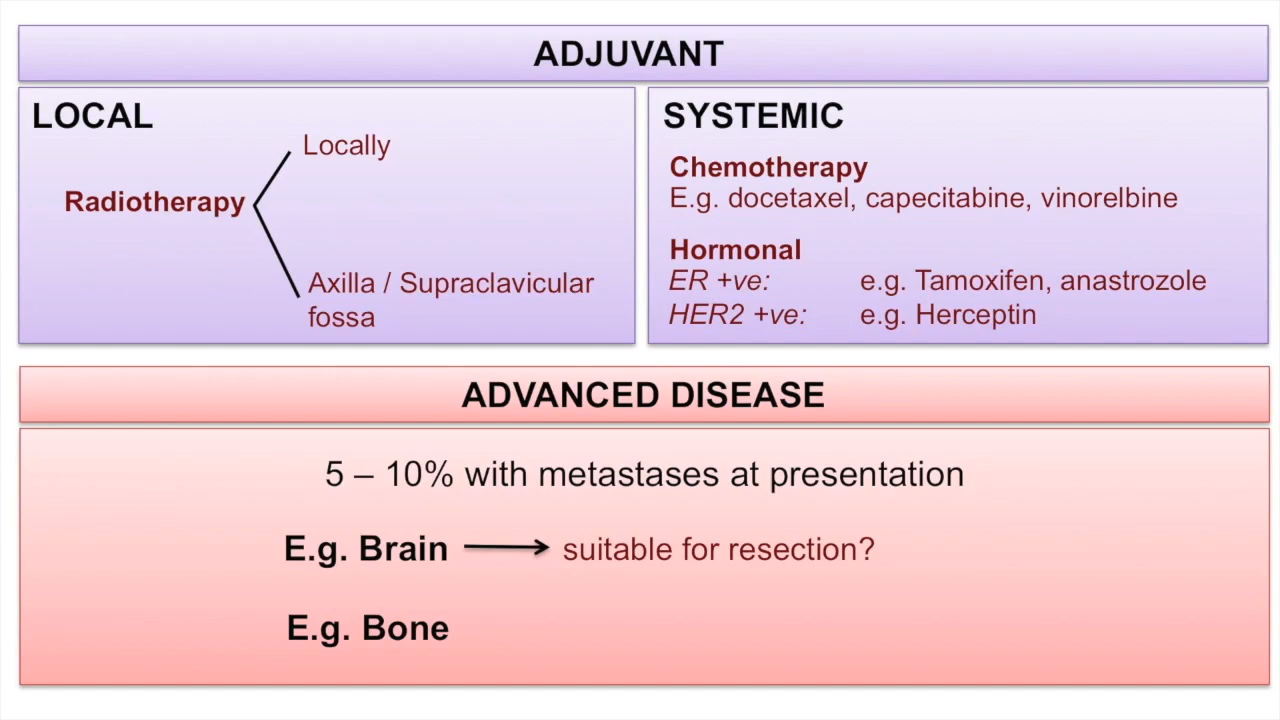 ADJUVANT
LOCAL
Locally
Radiotherapy
Axilla / Supraclavicular
fossa
SYSTEMIC
Chemotherapy
E.g. docetaxel, capecitabine, vinorelbine
Hormonal
ER +ve: e.g. Tamoxifen, anastrozole
HER2 +ve: e.g. Herceptin
ADVANCED DISEASE
5 – 10% with metastases at presentation
E.g. Brain suitable for resection?
E.g. Bone